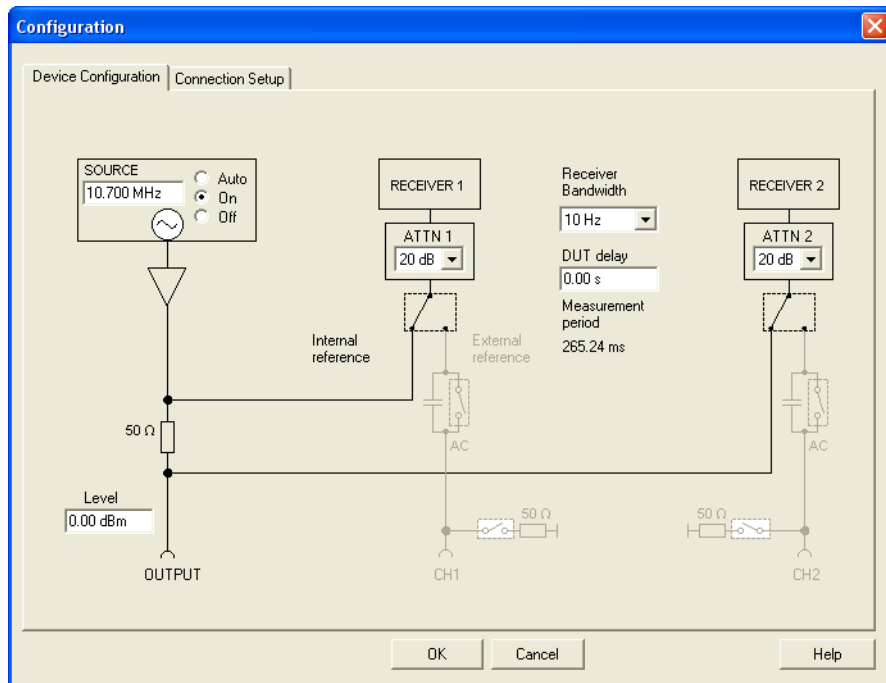 Configuration
Device Configuration
Connection Setup
SOURCE
10.700 MHz
Auto
On
Off
RECEIVER 1
ATTN 1
20 dB
Receiver
Bandwidth
10 Hz
DUT delay
0.00 s
Measurement
period
265.24 ms
RECEIVER 2
ATTN 2
20 dB
Internal
reference
External
reference
50 Ω
AC
AC
Level
0.00 dBm
50 Ω
50 Ω
OUTPUT
CH1
CH2
OK
Cancel
Help